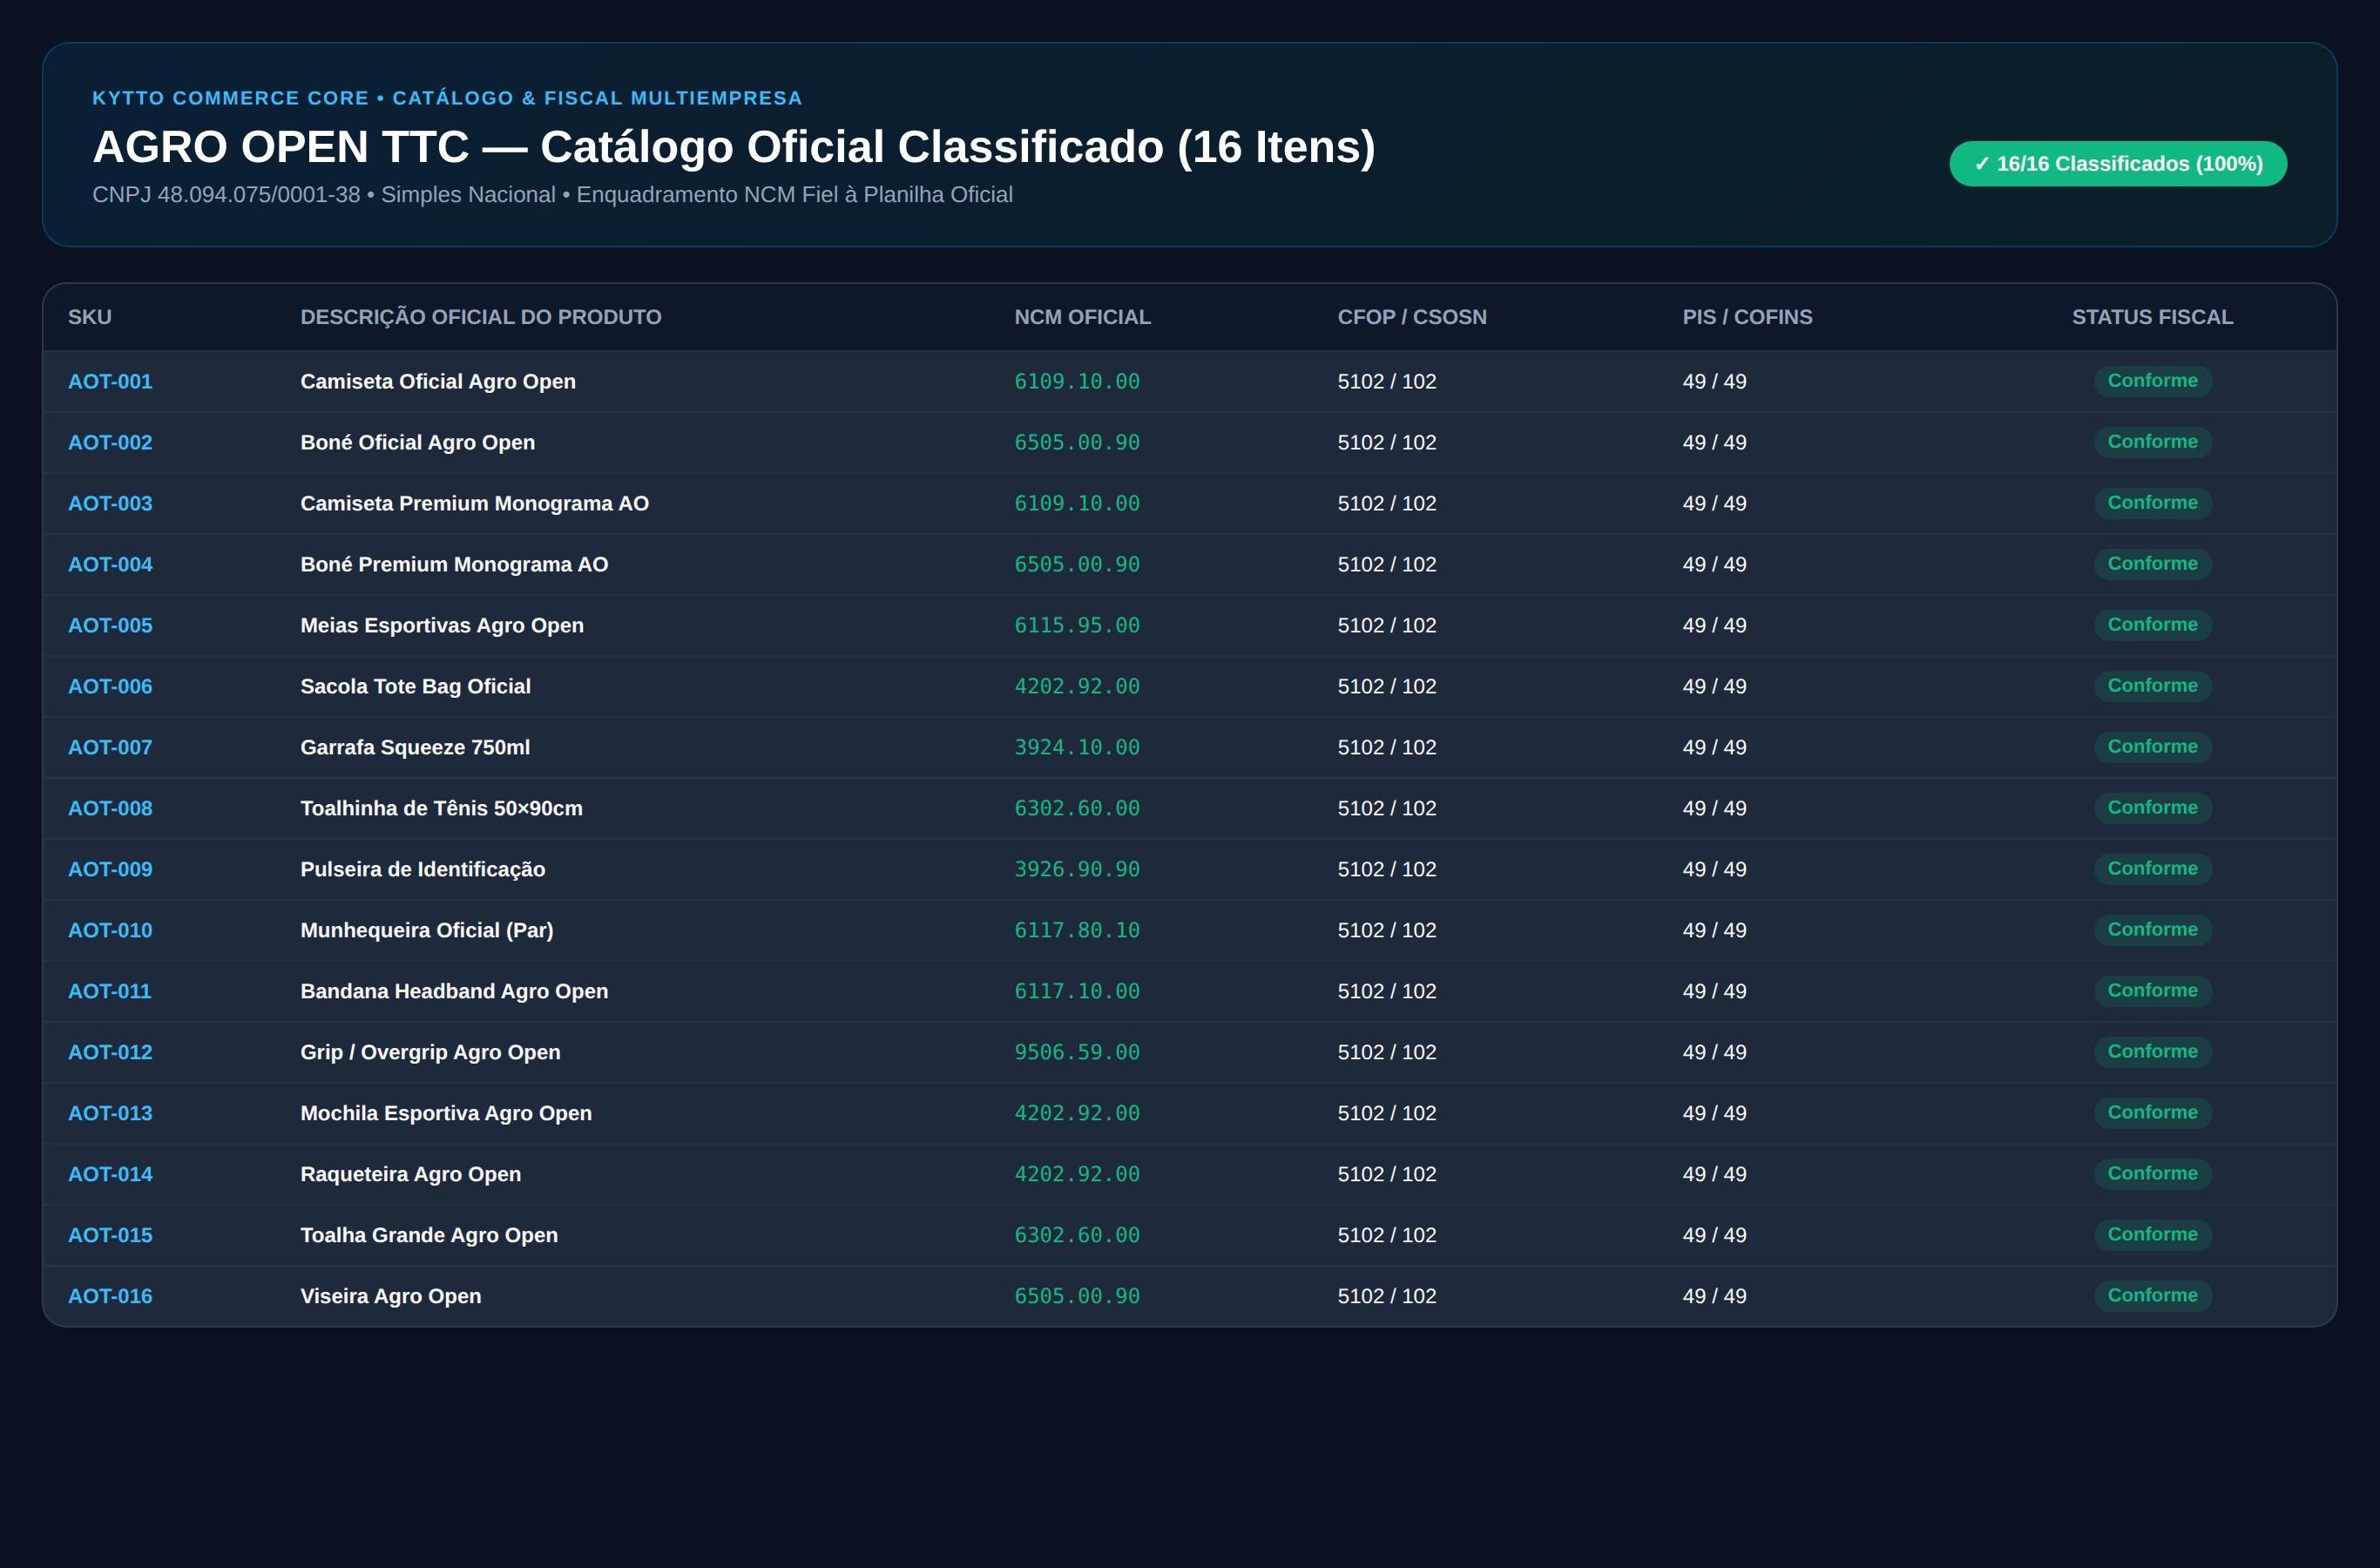 KYTTO COMMERCE CORE • CATÁLOGO & FISCAL MULTIEMPRESA
AGRO OPEN TTC — Catálogo Oficial Classificado (16 Itens)
CNPJ 48.094.075/0001-38 • Simples Nacional • Enquadramento NCM Fiel à Planilha Oficial
✓ 16/16 Classificados (100%)
SKU DESCRIÇÃO OFICIAL DO PRODUTO NCM OFICIAL CFOP / CSOSN PIS / COFINS STATUS FISCAL
AOT-001 Camiseta Oficial Agro Open 6109.10.00 5102 / 102 49 / 49 Conforme
AOT-002 Boné Oficial Agro Open 6505.00.90 5102 / 102 49 / 49 Conforme
AOT-003 Camiseta Premium Monograma AO 6109.10.00 5102 / 102 49 / 49 Conforme
AOT-004 Boné Premium Monograma AO 6505.00.90 5102 / 102 49 / 49 Conforme
AOT-005 Meias Esportivas Agro Open 6115.95.00 5102 / 102 49 / 49 Conforme
AOT-006 Sacola Tote Bag Oficial 4202.92.00 5102 / 102 49 / 49 Conforme
AOT-007 Garrafa Squeeze 750ml 3924.10.00 5102 / 102 49 / 49 Conforme
AOT-008 Toalhinha de Tênis 50×90cm 6302.60.00 5102 / 102 49 / 49 Conforme
AOT-009 Pulseira de Identificação 3926.90.90 5102 / 102 49 / 49 Conforme
AOT-010 Munhequeira Oficial (Par) 6117.80.10 5102 / 102 49 / 49 Conforme
AOT-011 Bandana Headband Agro Open 6117.10.00 5102 / 102 49 / 49 Conforme
AOT-012 Grip / Overgrip Agro Open 9506.59.00 5102 / 102 49 / 49 Conforme
AOT-013 Mochila Esportiva Agro Open 4202.92.00 5102 / 102 49 / 49 Conforme
AOT-014 Raqueteira Agro Open 4202.92.00 5102 / 102 49 / 49 Conforme
AOT-015 Toalha Grande Agro Open 6302.60.00 5102 / 102 49 / 49 Conforme
AOT-016 Viseira Agro Open 6505.00.90 5102 / 102 49 / 49 Conforme